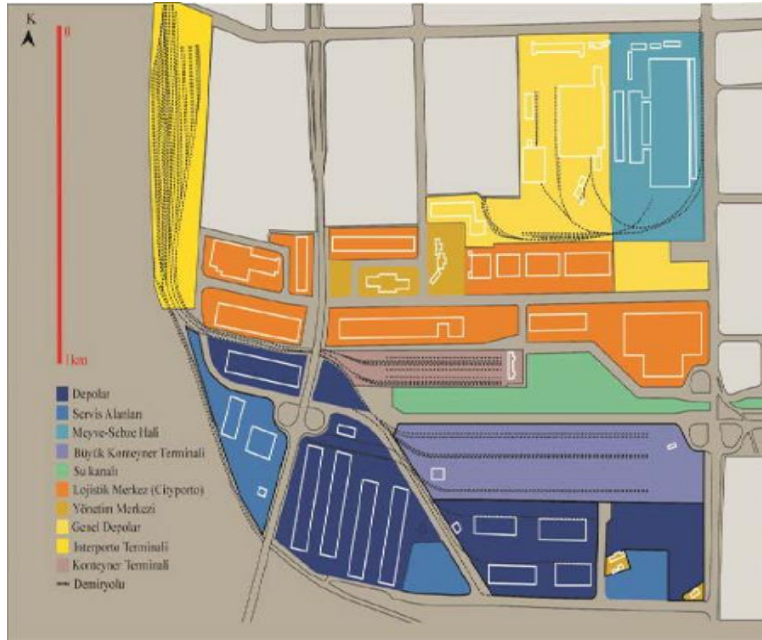 K
0
1km
Depolar
Servis Alanları
Meyve-Sebze Hali
Büyük Konteyner Terminali
Su kanalı
Lojistik Merkez (Cityporto)
Yönetim Merkezi
Genel Depolar
Interporto Terminali
Konteyner Terminali
Demiryolu